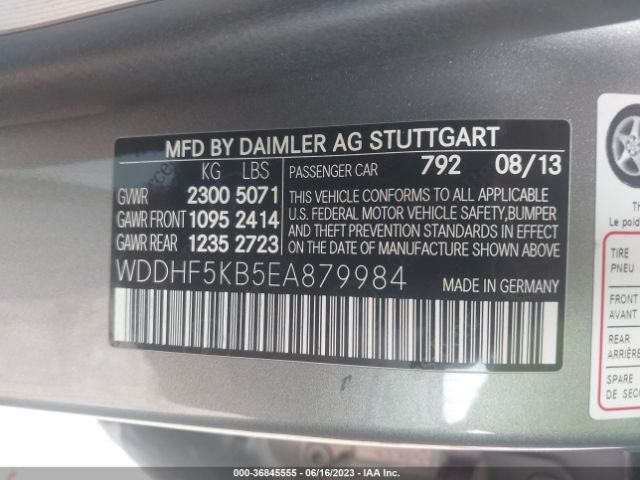 MFD BY DAIMLER AG STUTTGART
KG LBS
PASSENGER CAR 792 08/13
GVWR 2300 5071
GAWR FRONT 1095 2414
GAWR REAR 1235 2723
THIS VEHICLE CONFORMS TO ALL APPLICABLE
U.S. FEDERAL MOTOR VEHICLE SAFETY,BUMPER
AND THEFT PREVENTION STANDARDS IN EFFECT
ON THE DATE OF MANUFACTURE SHOWN ABOVE
WDDHF5KB5EA879984
MADE IN GERMANY
Th
Le poid
TIRE
PNEU
FRONT
AVANT
REAR
ARRIÈRE
SPARE
DE SEC
000-36845555 - 06/16/2023 - IAA Inc.